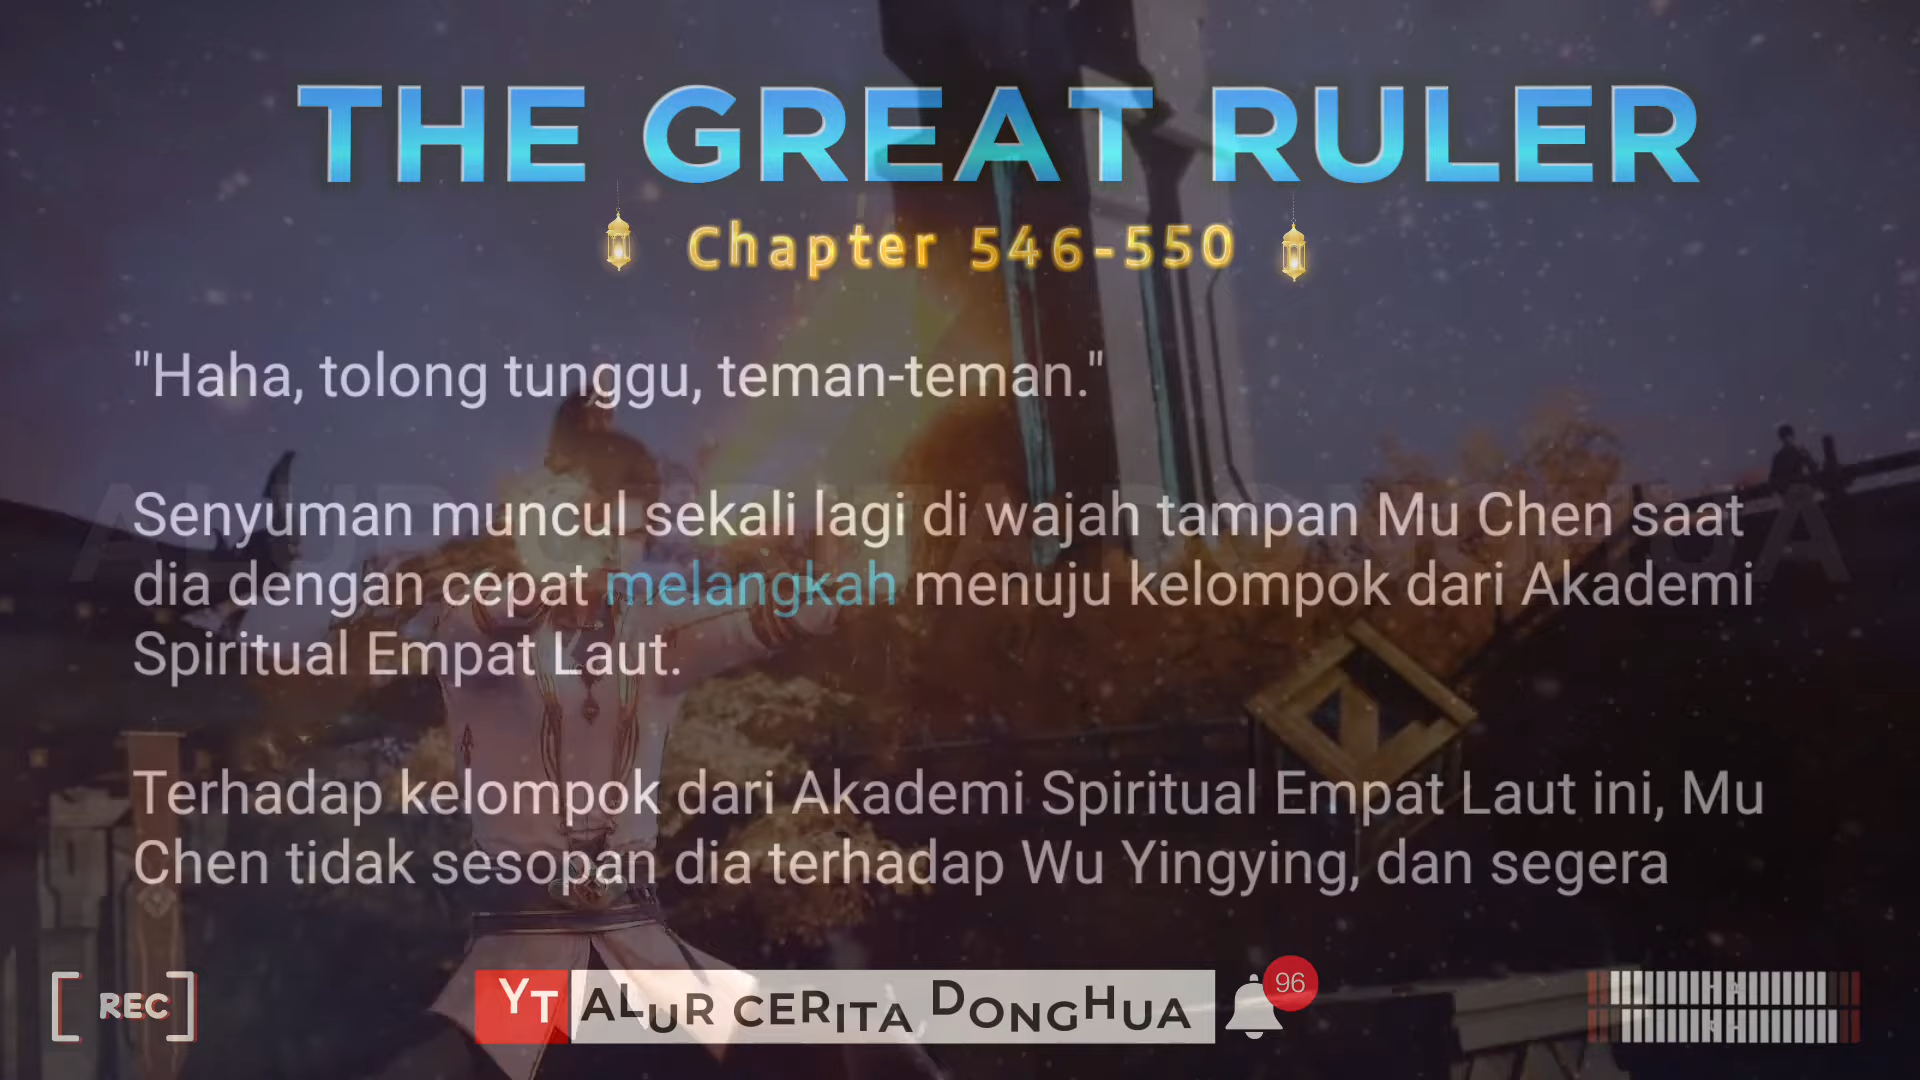 THE GREAT RULER
Chapter 546-550
"Haha, tolong tunggu, teman-teman."
Senyuman muncul sekali lagi di wajah tampan Mu Chen saat
dia dengan cepat melangkah menuju kelompok dari Akademi
Spiritual Empat Laut.
Terhadap kelompok dari Akademi Spiritual Empat Laut ini, Mu
Chen tidak sesopan dia terhadap Wu Yingying, dan segera
REC
YT ALUR CERITA DONGHUA
96